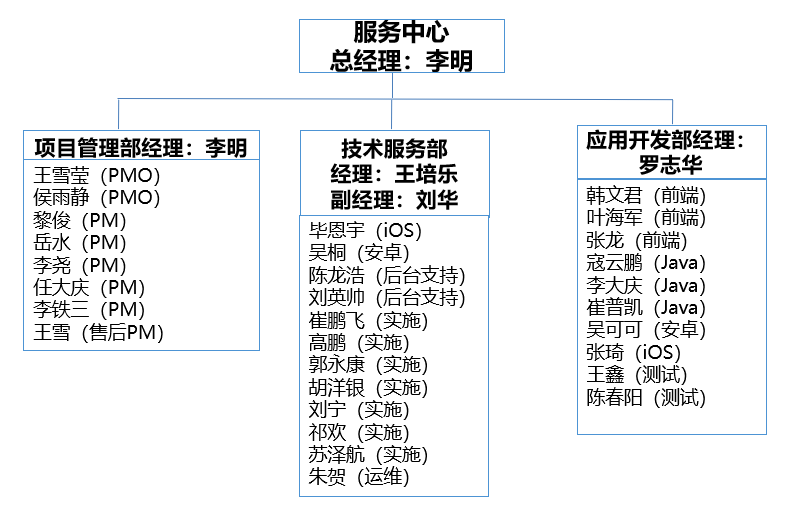 服务中心
总经理：李明
项目管理部经理：李明
王雪莹（PMO）
侯雨静（PMO）
黎俊（PM）
岳水（PM）
李尧（PM）
任大庆（PM）
李铁三（PM）
王雪（售后PM）
技术服务部
经理：王培乐
副经理：刘华
毕恩宇（iOS）
吴桐（安卓）
陈龙浩（后台支持）
刘英帅（后台支持）
崔鹏飞（实施）
高鹏（实施）
郭永康（实施）
胡洋银（实施）
刘宁（实施）
祁欢（实施）
苏泽航（实施）
朱贺（运维）
应用开发部经理：
罗志华
韩文君（前端）
叶海军（前端）
张龙（前端）
寇云鹏（Java）
李大庆（Java）
崔普凯（Java）
吴可可（安卓）
张琦（iOS）
王鑫（测试）
陈春阳（测试）